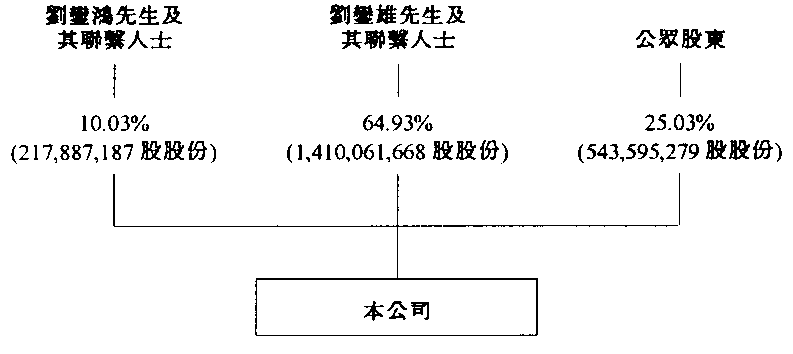 劉鑾鴻先生及
其聯繫人士
劉鑾雄先生及
其聯繫人士
公眾股東
10.03%
(217,887,187 股股份)
64.93%
(1,410,061,668 股股份)
25.03%
(543,595,279 股股份)
本公司